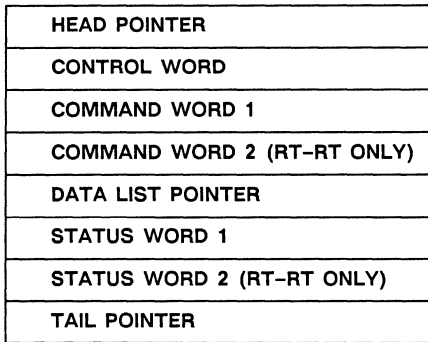 HEAD POINTER
CONTROL WORD
COMMAND WORD 1
COMMAND WORD 2 (RT-RT ONLY)
DATA LIST POINTER
STATUS WORD 1
STATUS WORD 2 (RT-RT ONLY)
TAIL POINTER